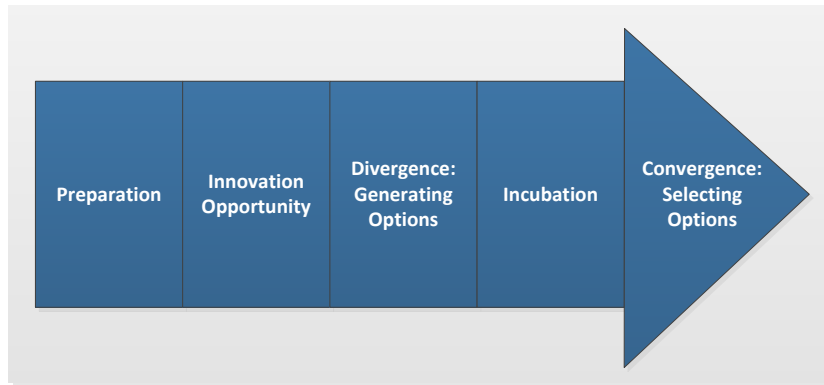 Preparation
Innovation
Opportunity
Divergence:
Generating
Options
Incubation
Convergence:
Selecting
Options